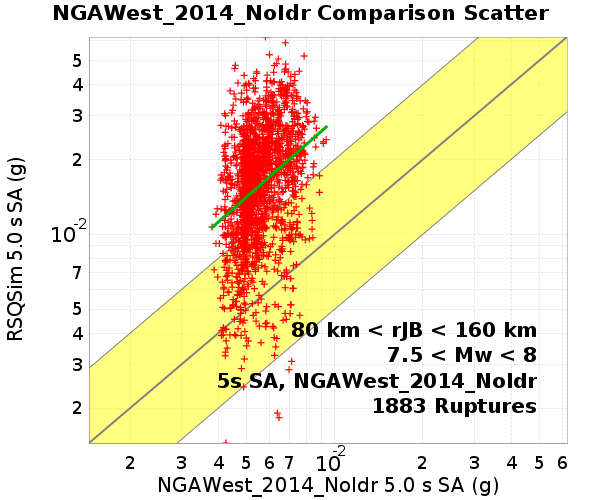 NGAWest_2014_NoIdr Comparison Scatter
RSQSim 5.0 s SA (g)
5
4
3
2
10-2
7
5
4
3
2
80 km < rJB < 160 km
7.5 < Mw < 8
5s SA, NGAWest_2014_NoIdr
1883 Ruptures
2 3 4 5 6 7 10-2 2 3 4 5 6
NGAWest_2014_NoIdr 5.0 s SA (g)